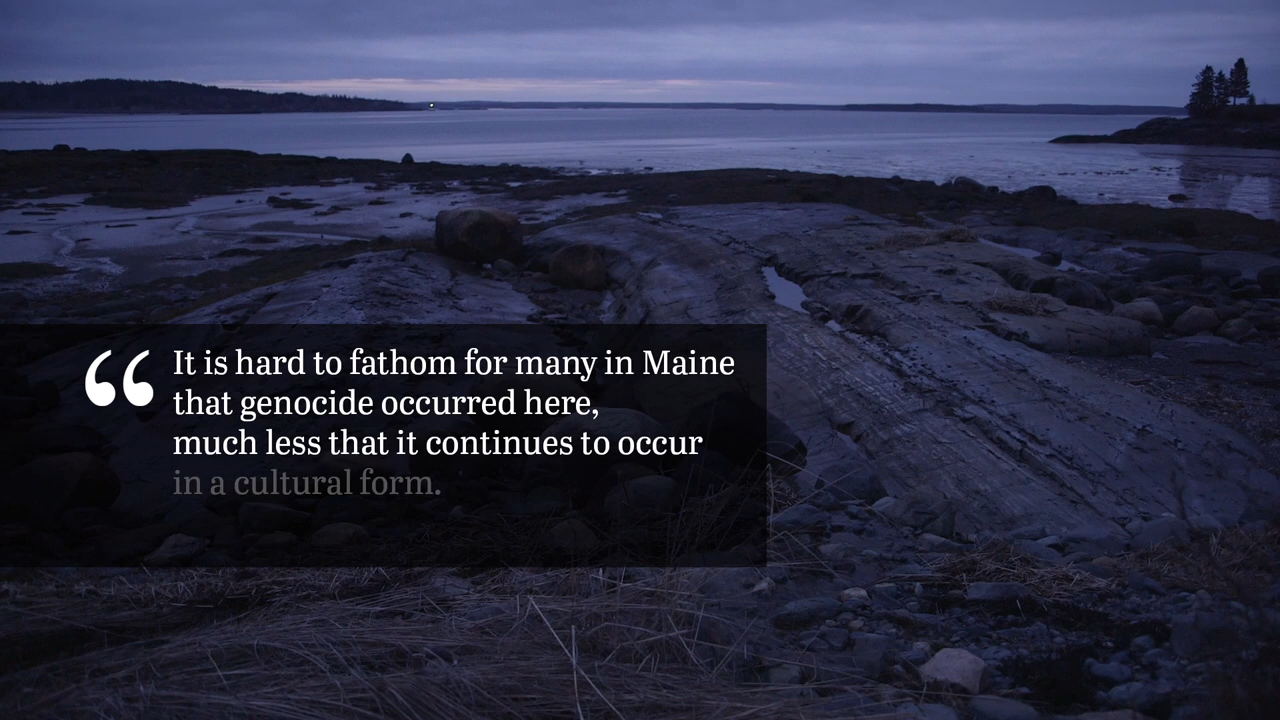 “ It is hard to fathom for many in Maine
that genocide occurred here,
much less that it continues to occur
in a cultural form.